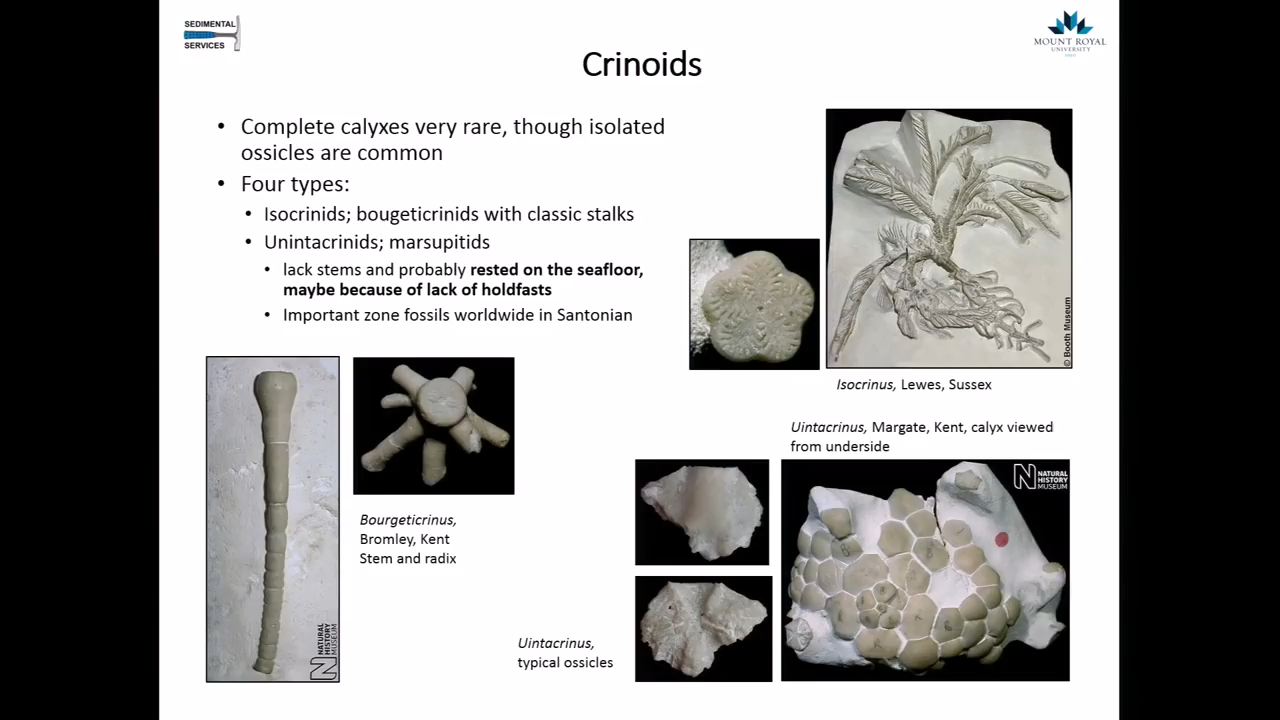 SEDIMENTAL
SERVICES
MOUNT ROYAL
UNIVERSITY
1910
Crinoids
• Complete calyxes very rare, though isolated
ossicles are common
• Four types:
• Isocrinids; bougeticrinids with classic stalks
• Unintacrinids; marsupitids
• lack stems and probably rested on the seafloor,
maybe because of lack of holdfasts
• Important zone fossils worldwide in Santonian
© Booth Museum
Isocrinus, Lewes, Sussex
Uintacrinus, Margate, Kent, calyx viewed
from underside
NATURAL
HISTORY
MUSEUM
Bourgeticrinus,
Bromley, Kent
Stem and radix
NATURAL
HISTORY
MUSEUM
Uintacrinus,
typical ossicles